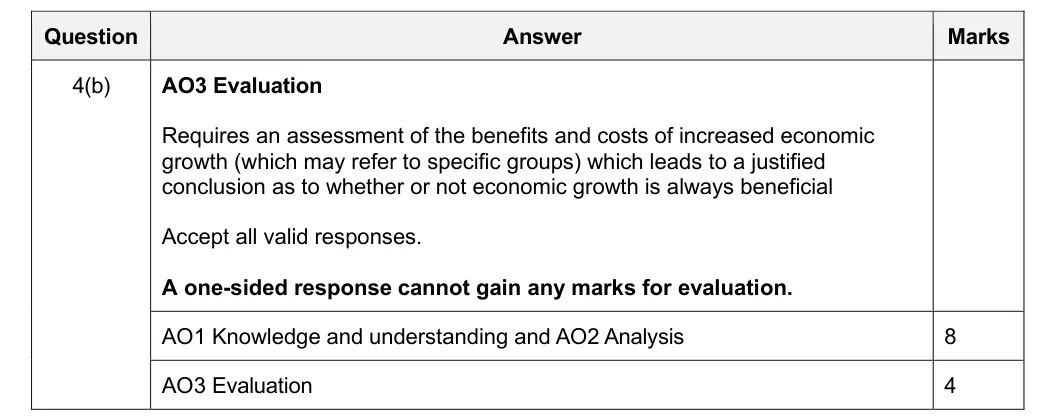 Question Answer Marks
4(b) AO3 Evaluation
Requires an assessment of the benefits and costs of increased economic
growth (which may refer to specific groups) which leads to a justified
conclusion as to whether or not economic growth is always beneficial
Accept all valid responses.
A one-sided response cannot gain any marks for evaluation.
AO1 Knowledge and understanding and AO2 Analysis 8
AO3 Evaluation 4